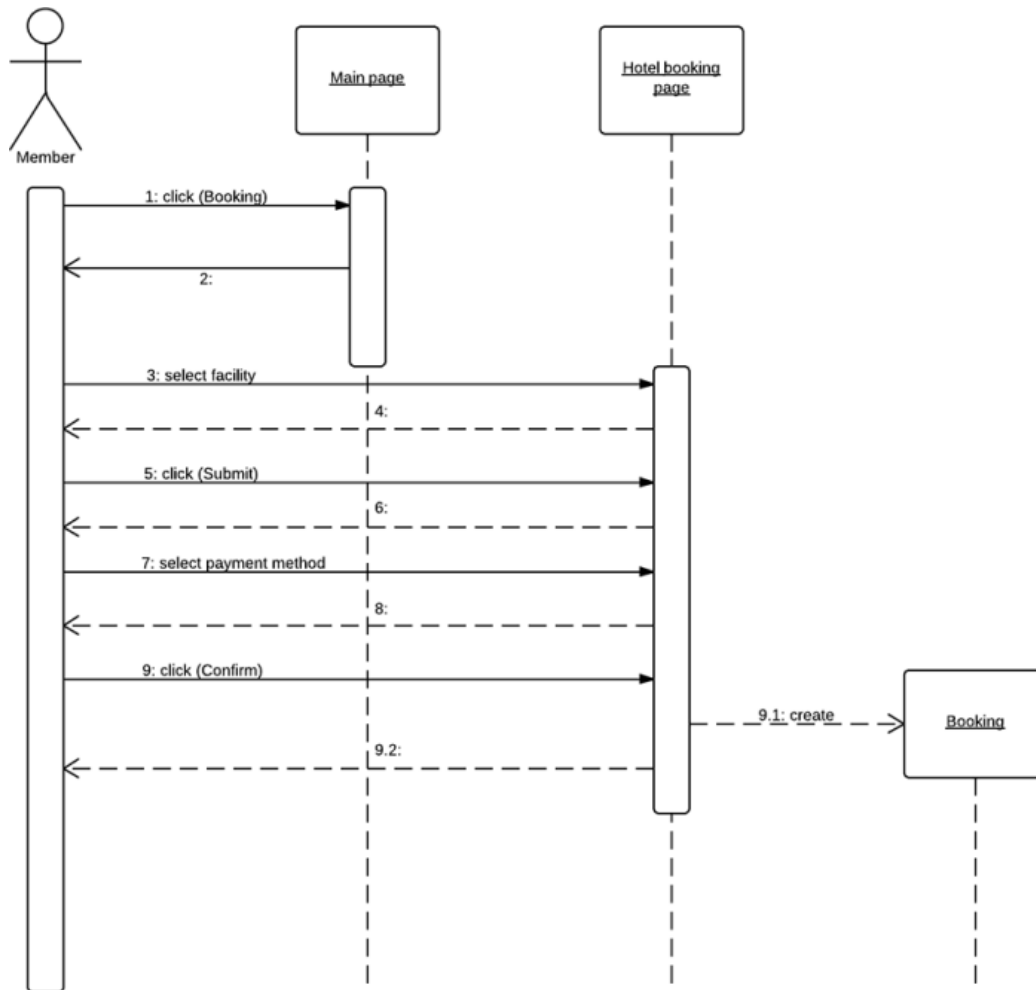 Member
Main page
Hotel booking
page
1: click (Booking)
2:
3: select facility
4:
5: click (Submit)
6:
7: select payment method
8:
9: click (Confirm)
9.1: create
Booking
9.2: